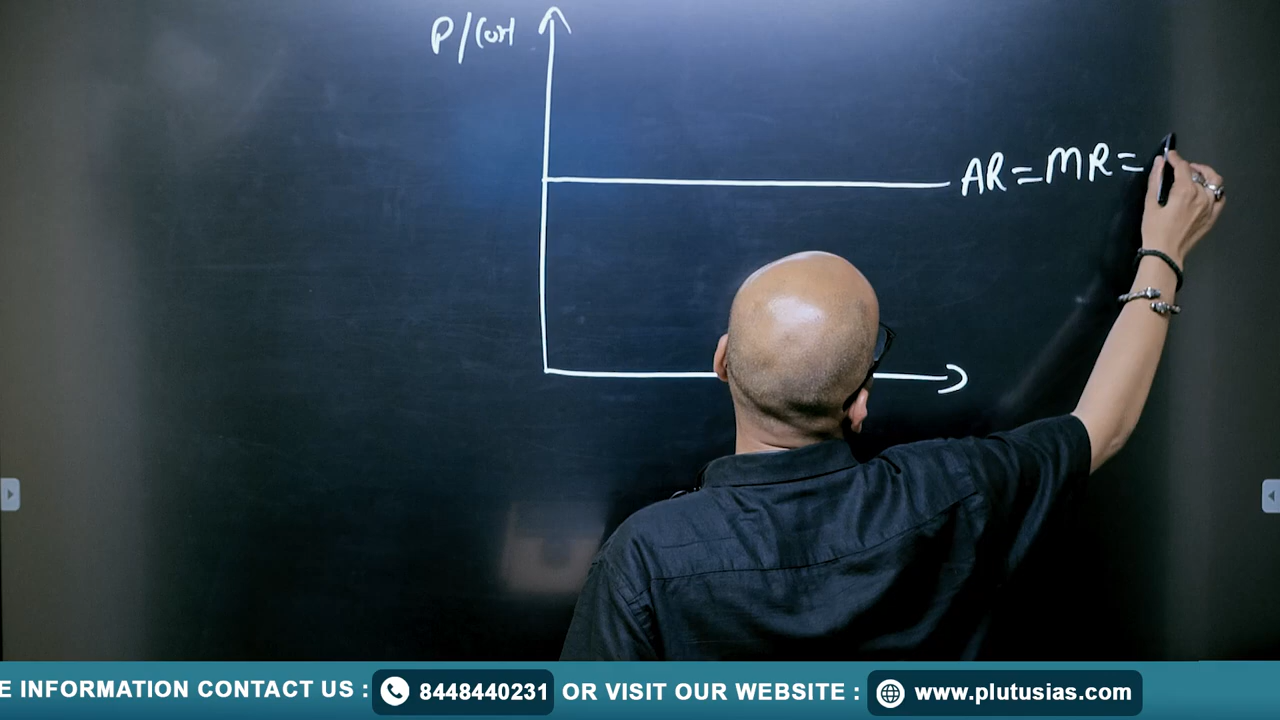 P/Cost
AR=MR=
E INFORMATION CONTACT US : 8448440231 OR VISIT OUR WEBSITE : www.plutusias.com